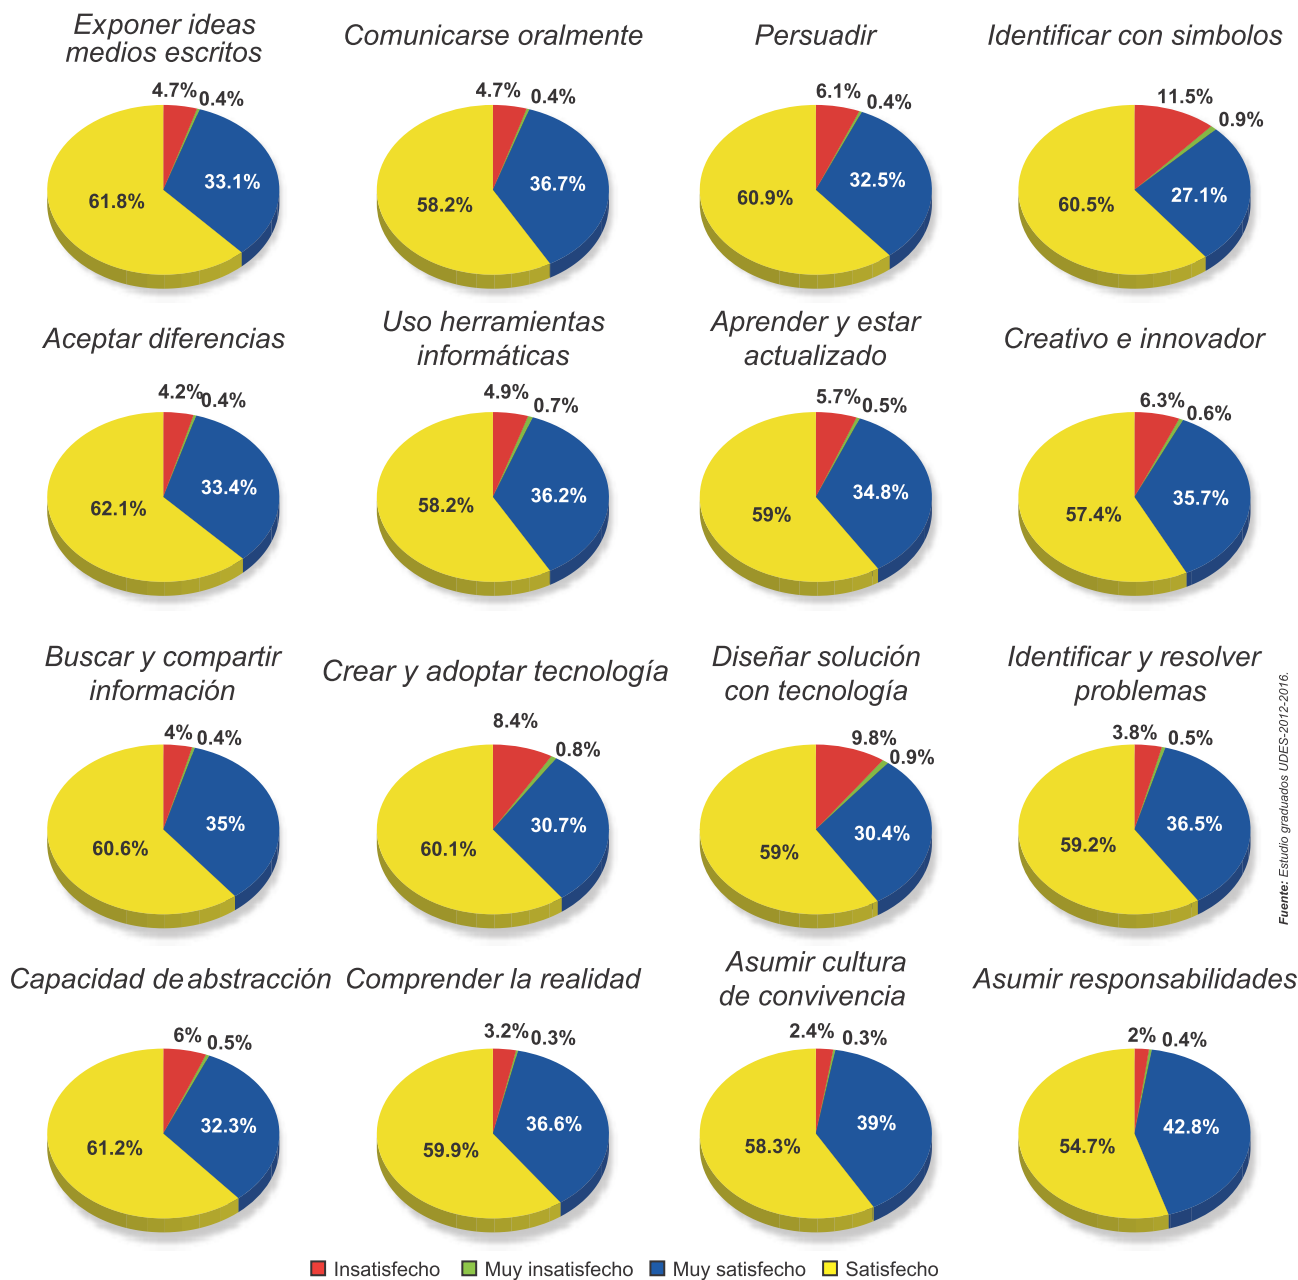 Exponer ideas
medios escritos
4.7%
0.4%
33.1%
61.8%
Comunicarse oralmente
4.7%
0.4%
36.7%
58.2%
Persuadir
6.1%
0.4%
32.5%
60.9%
Identificar con simbolos
11.5%
0.9%
27.1%
60.5%
Aceptar diferencias
4.2%
0.4%
33.4%
62.1%
Uso herramientas
informáticas
4.9%
0.7%
36.2%
58.2%
Aprender y estar
actualizado
5.7%
0.5%
34.8%
59%
Creativo e innovador
6.3%
0.6%
35.7%
57.4%
Buscar y compartir
información
4%
0.4%
35%
60.6%
Crear y adoptar tecnología
8.4%
0.8%
30.7%
60.1%
Diseñar solución
con tecnología
9.8%
0.9%
30.4%
59%
Identificar y resolver
problemas
3.8%
0.5%
36.5%
59.2%
Fuente: Estudio graduados UDES-2012-2016.
Capacidad de abstracción
6%
0.5%
32.3%
61.2%
Comprender la realidad
3.2%
0.3%
36.6%
59.9%
Asumir cultura
de convivencia
2.4%
0.3%
39%
58.3%
Asumir responsabilidades
2%
0.4%
42.8%
54.7%
Insatisfecho
Muy insatisfecho
Muy satisfecho
Satisfecho